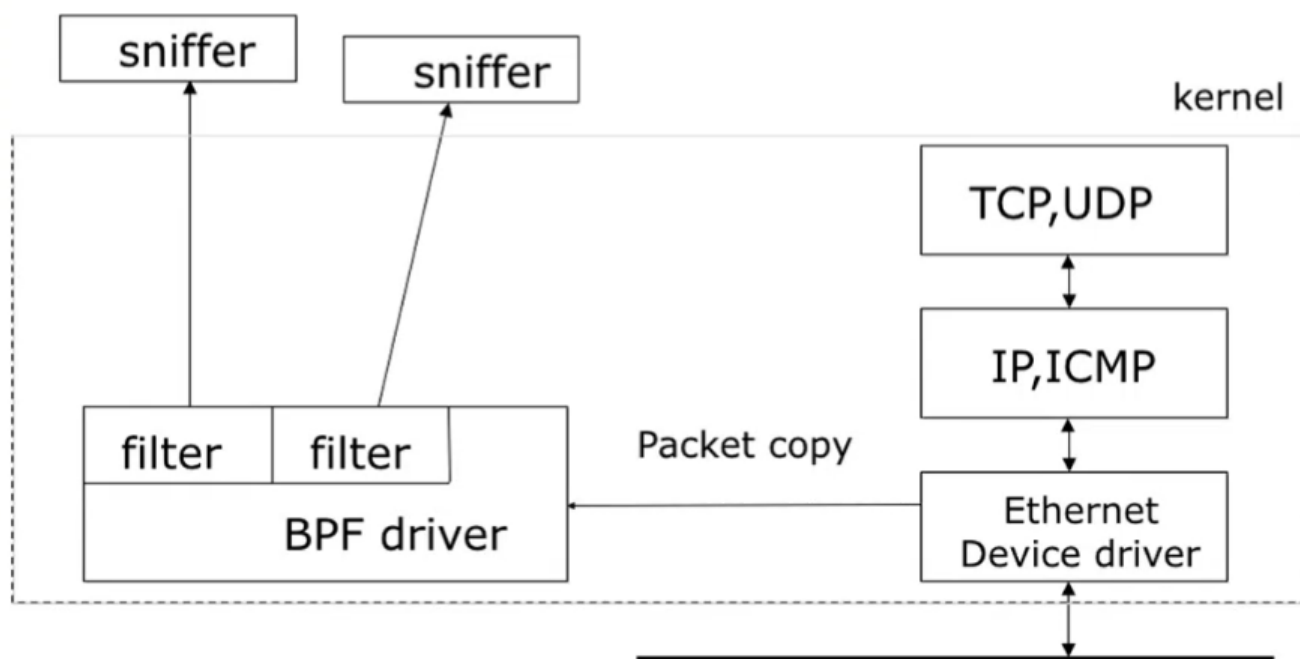 sniffer
sniffer
kernel
TCP,UDP
IP,ICMP
filter
filter
Packet copy
BPF driver
Ethernet
Device driver